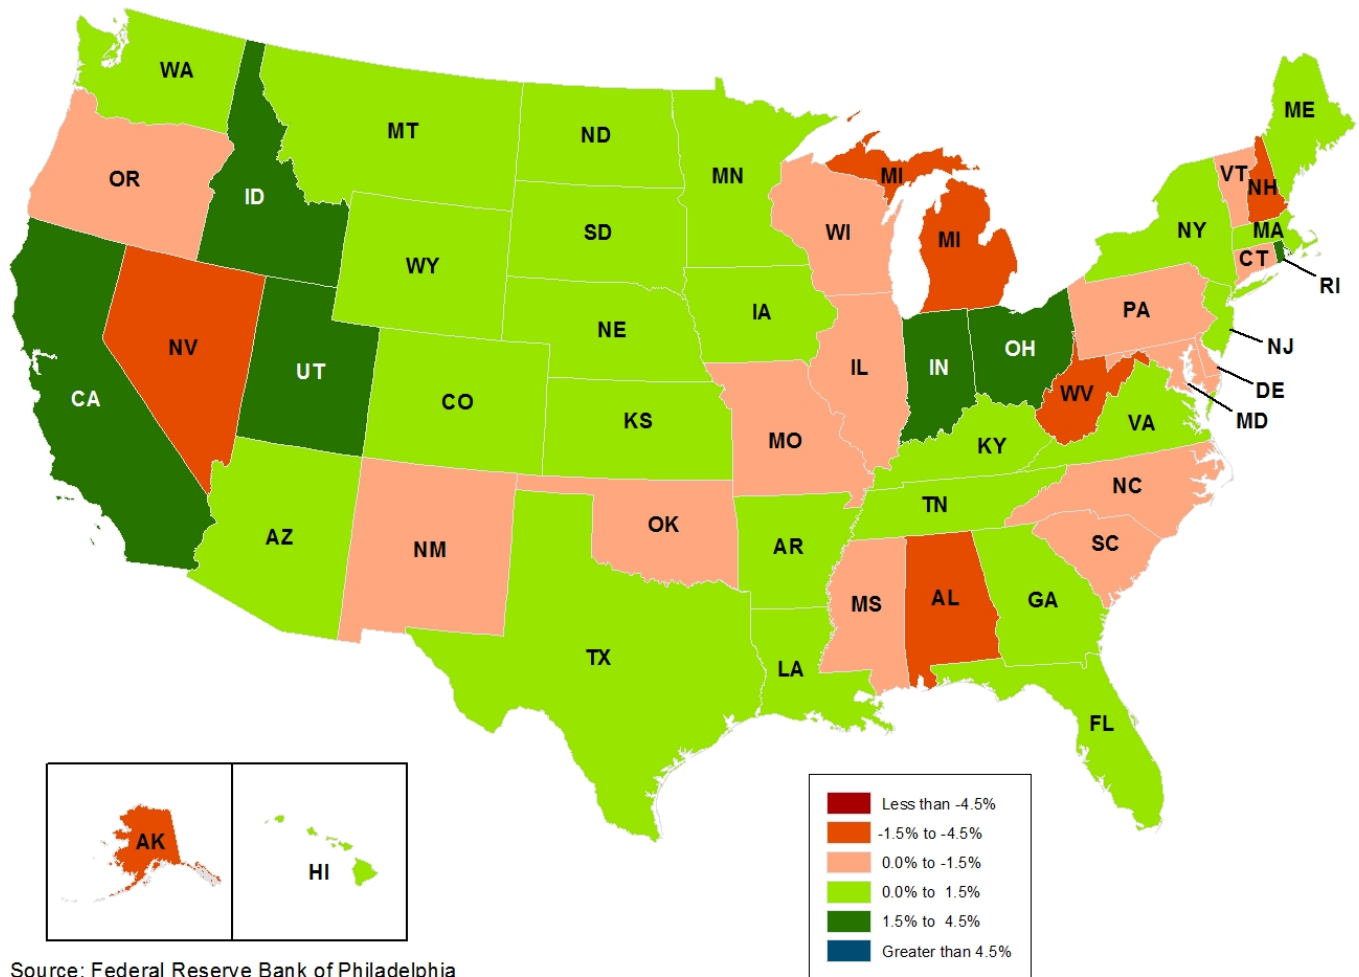 WA
MT
ND
MN
ME
OR
ID
SD
WI
MI
MI
VT
NH
NY
MA
CT
RI
WY
NE
IA
PA
NJ
NV
UT
CO
KS
IL
IN
OH
WV
DE
MD
CA
MO
KY
VA
AZ
NM
OK
AR
TN
NC
SC
TX
LA
MS
AL
GA
FL
AK
HI
Less than -4.5%
-1.5% to -4.5%
0.0% to -1.5%
0.0% to 1.5%
1.5% to 4.5%
Greater than 4.5%
Source: Federal Reserve Bank of Philadelphia